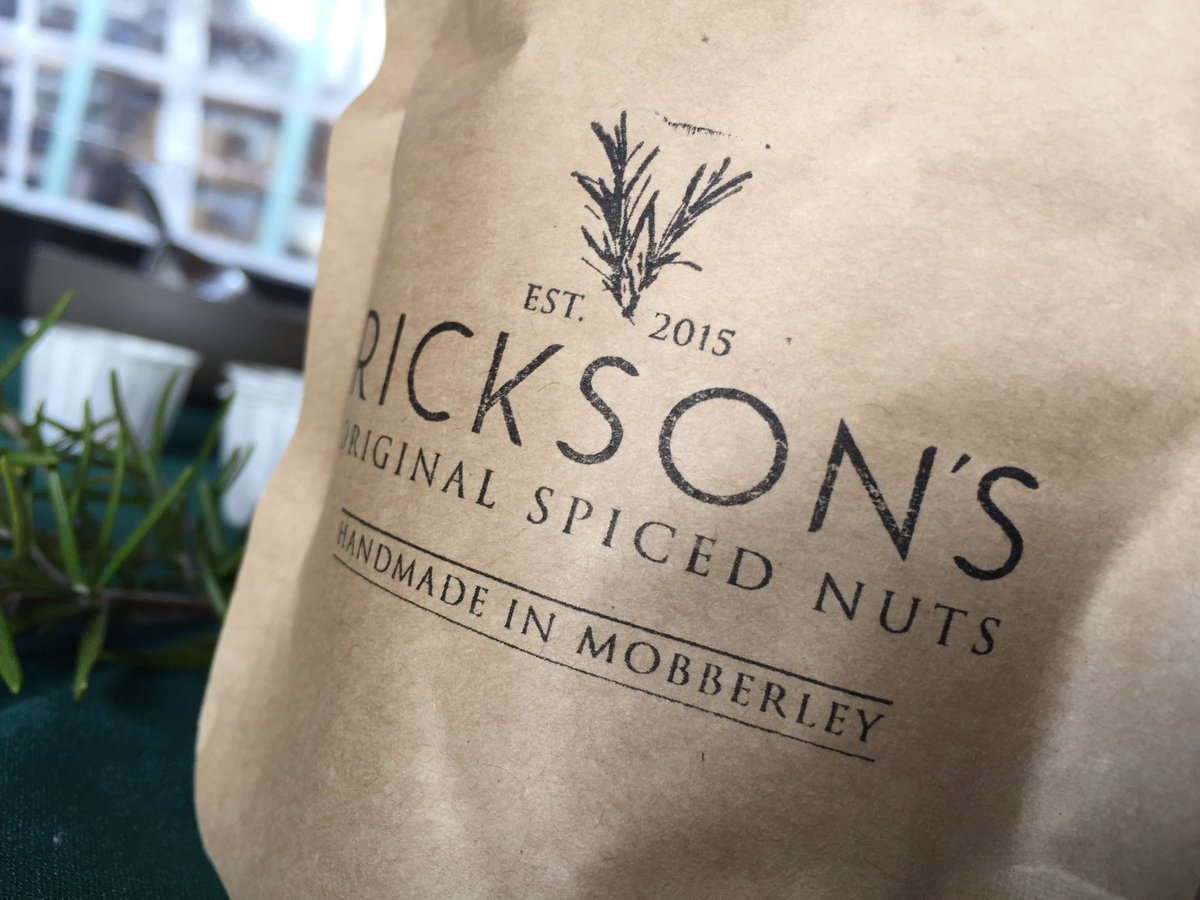 EST. 2015
RICKSON'S
ORIGINAL SPICED NUTS
HANDMADE IN MOBBERLEY